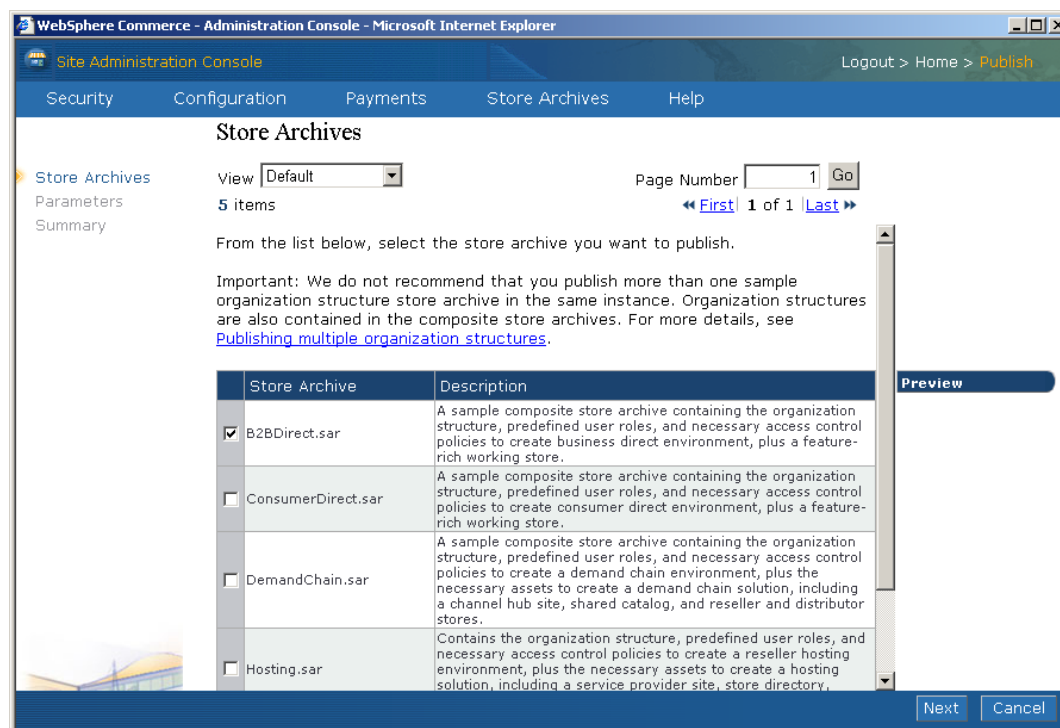 WebSphere Commerce - Administration Console - Microsoft Internet Explorer
Site Administration Console
Logout > Home > Publish
Security Configuration Payments Store Archives Help
Store Archives
Store Archives
Parameters
Summary
View Default
Page Number 1 Go
5 items
First 1 of 1 Last
From the list below, select the store archive you want to publish.
Important: We do not recommend that you publish more than one sample
organization structure store archive in the same instance. Organization structures
are also contained in the composite store archives. For more details, see
Publishing multiple organization structures.
Store Archive Description
Preview
B2BDirect.sar
A sample composite store archive containing the organization
structure, predefined user roles, and necessary access control
policies to create business direct environment, plus a feature-
rich working store.
ConsumerDirect.sar
A sample composite store archive containing the organization
structure, predefined user roles, and necessary access control
policies to create consumer direct environment, plus a feature-
rich working store.
DemandChain.sar
A sample composite store archive containing the organization
structure, predefined user roles, and necessary access control
policies to create a demand chain environment, plus the
necessary assets to create a demand chain solution, including
a channel hub site, shared catalog, and reseller and distributor
stores.
Hosting.sar
Contains the organization structure, predefined user roles, and
necessary access control policies to create a reseller hosting
environment, plus the necessary assets to create a hosting
solution, including a service provider site, store directory,
Next Cancel